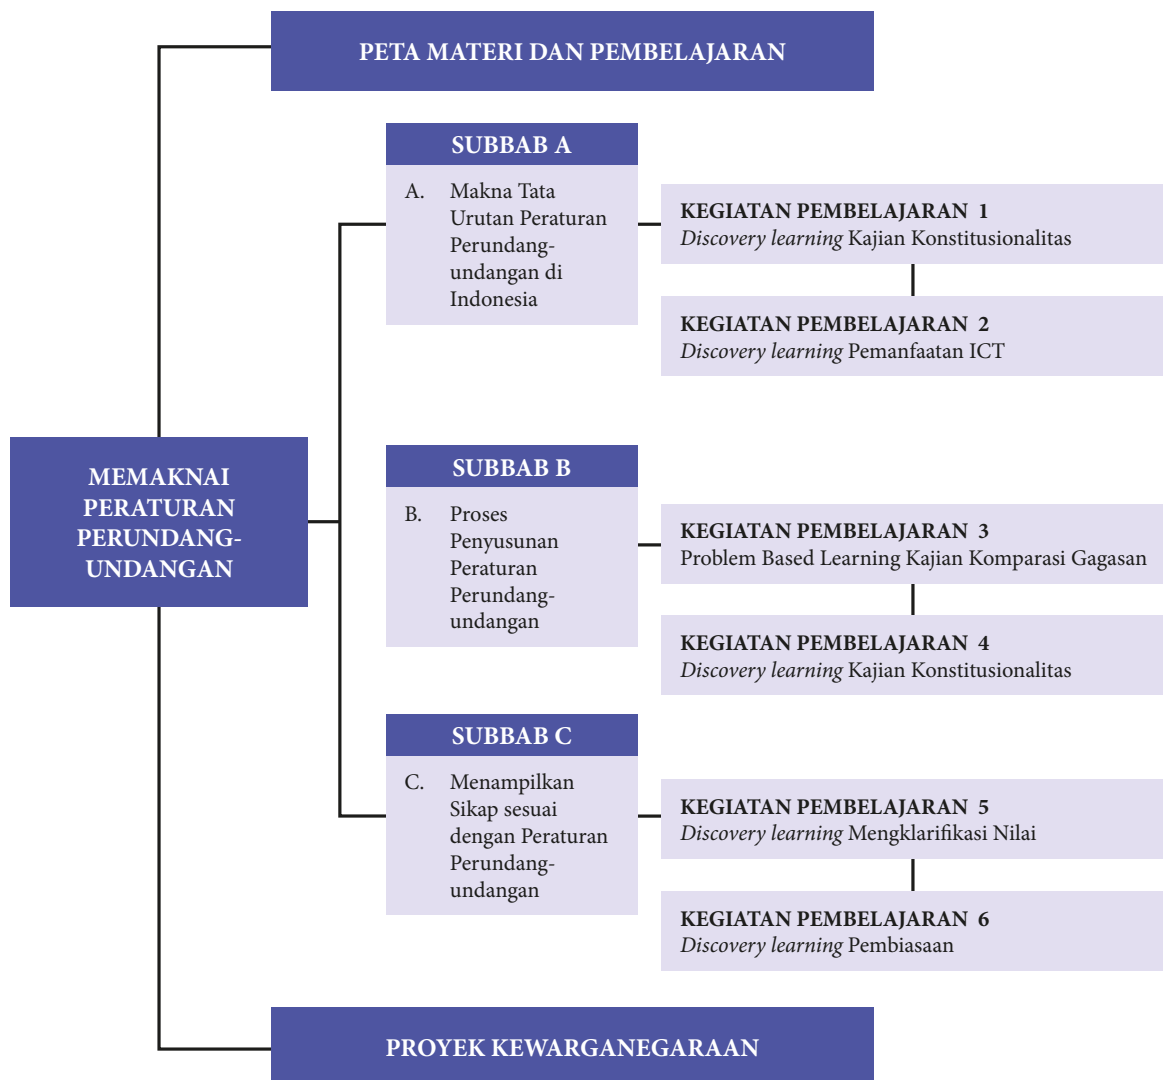 PETA MATERI DAN PEMBELAJARAN
SUBBAB A
A. Makna Tata
Urutan Peraturan
Perundang-
undangan di
Indonesia
KEGIATAN PEMBELAJARAN 1
Discovery learning Kajian Konstitusionalitas
KEGIATAN PEMBELAJARAN 2
Discovery learning Pemanfaatan ICT
MEMAKNAI
PERATURAN
PERUNDANG-
UNDANGAN
SUBBAB B
B. Proses
Penyusunan
Peraturan
Perundang-
undangan
KEGIATAN PEMBELAJARAN 3
Problem Based Learning Kajian Komparasi Gagasan
KEGIATAN PEMBELAJARAN 4
Discovery learning Kajian Konstitusionalitas
SUBBAB C
C. Menampilkan
Sikap sesuai
dengan Peraturan
Perundang-
undangan
KEGIATAN PEMBELAJARAN 5
Discovery learning Mengklarifikasi Nilai
KEGIATAN PEMBELAJARAN 6
Discovery learning Pembiasaan
PROYEK KEWARGANEGARAAN